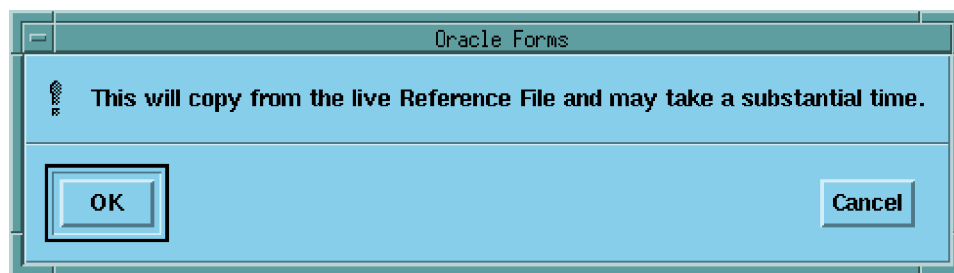 Oracle Forms
This will copy from the live Reference File and may take a substantial time.
OK
Cancel